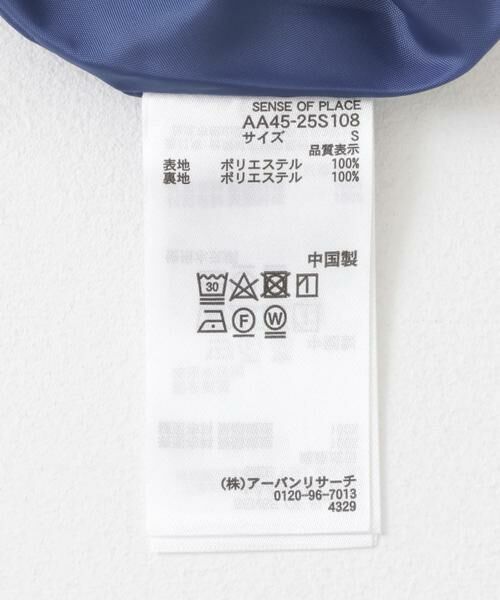 SENSE OF PLACE
AA45-25S108
サイズ S
品質表示
表地 ポリエステル 100%
裏地 ポリエステル 100%
中国製
30
F W
(株)アーバンリサーチ
0120-96-7013
4329